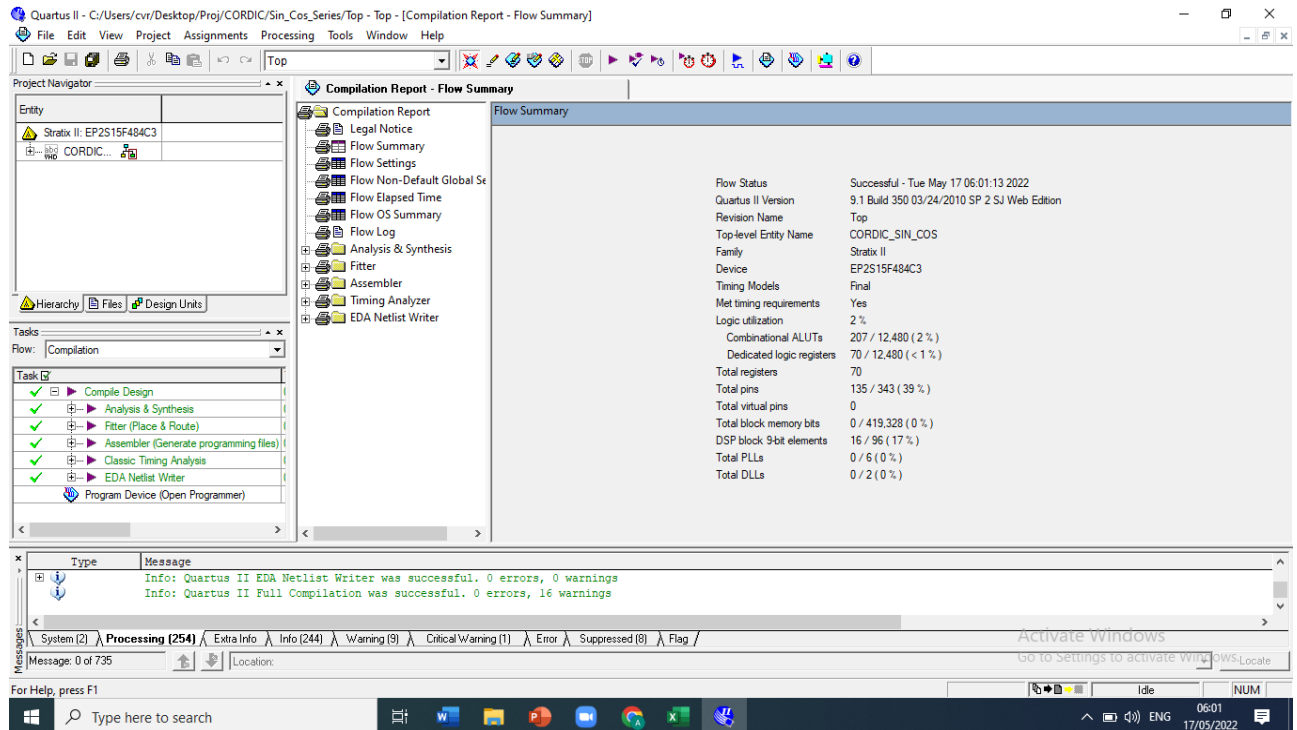 Quartus II - C:/Users/cvr/Desktop/Proj/CORDIC/Sin_Cos_Series/Top - Top - [Compilation Report - Flow Summary]
File Edit View Project Assignments Processing Tools Window Help
Top
Project Navigator
Entity
Stratix II: EP2S15F484C3
CORDIC...
Hierarchy Files Design Units
Tasks
Flow: Compilation
Task
Compile Design
Analysis & Synthesis
Fitter (Place & Route)
Assembler (Generate programming files)
Classic Timing Analysis
EDA Netlist Writer
Program Device (Open Programmer)
Compilation Report - Flow Summary
Compilation Report
Legal Notice
Flow Summary
Flow Settings
Flow Non-Default Global Se
Flow Elapsed Time
Flow OS Summary
Flow Log
Analysis & Synthesis
Fitter
Assembler
Timing Analyzer
EDA Netlist Writer
Flow Summary
Flow Status Successful - Tue May 17 06:01:13 2022
Quartus II Version 9.1 Build 350 03/24/2010 SP 2 SJ Web Edition
Revision Name Top
Top-level Entity Name CORDIC_SIN_COS
Family Stratix II
Device EP2S15F484C3
Timing Models Final
Met timing requirements Yes
Logic utilization 2 %
Combinational ALUTs 207 / 12,480 ( 2 % )
Dedicated logic registers 70 / 12,480 ( < 1 % )
Total registers 70
Total pins 135 / 343 ( 39 % )
Total virtual pins 0
Total block memory bits 0 / 419,328 ( 0 % )
DSP block 9-bit elements 16 / 96 ( 17 % )
Total PLLs 0 / 6 ( 0 % )
Total DLLs 0 / 2 ( 0 % )
Type Message
Info: Quartus II EDA Netlist Writer was successful. 0 errors, 0 warnings
Info: Quartus II Full Compilation was successful. 0 errors, 16 warnings
System (2) Processing (254) Extra Info Info (244) Warning (9) Critical Warning (1) Error Suppressed (8) Flag
Messages
Message: 0 of 735 Location: Locate
Activate Windows
Go to Settings to activate Windows.
For Help, press F1 Idle NUM
Type here to search
ENG
06:01
17/05/2022